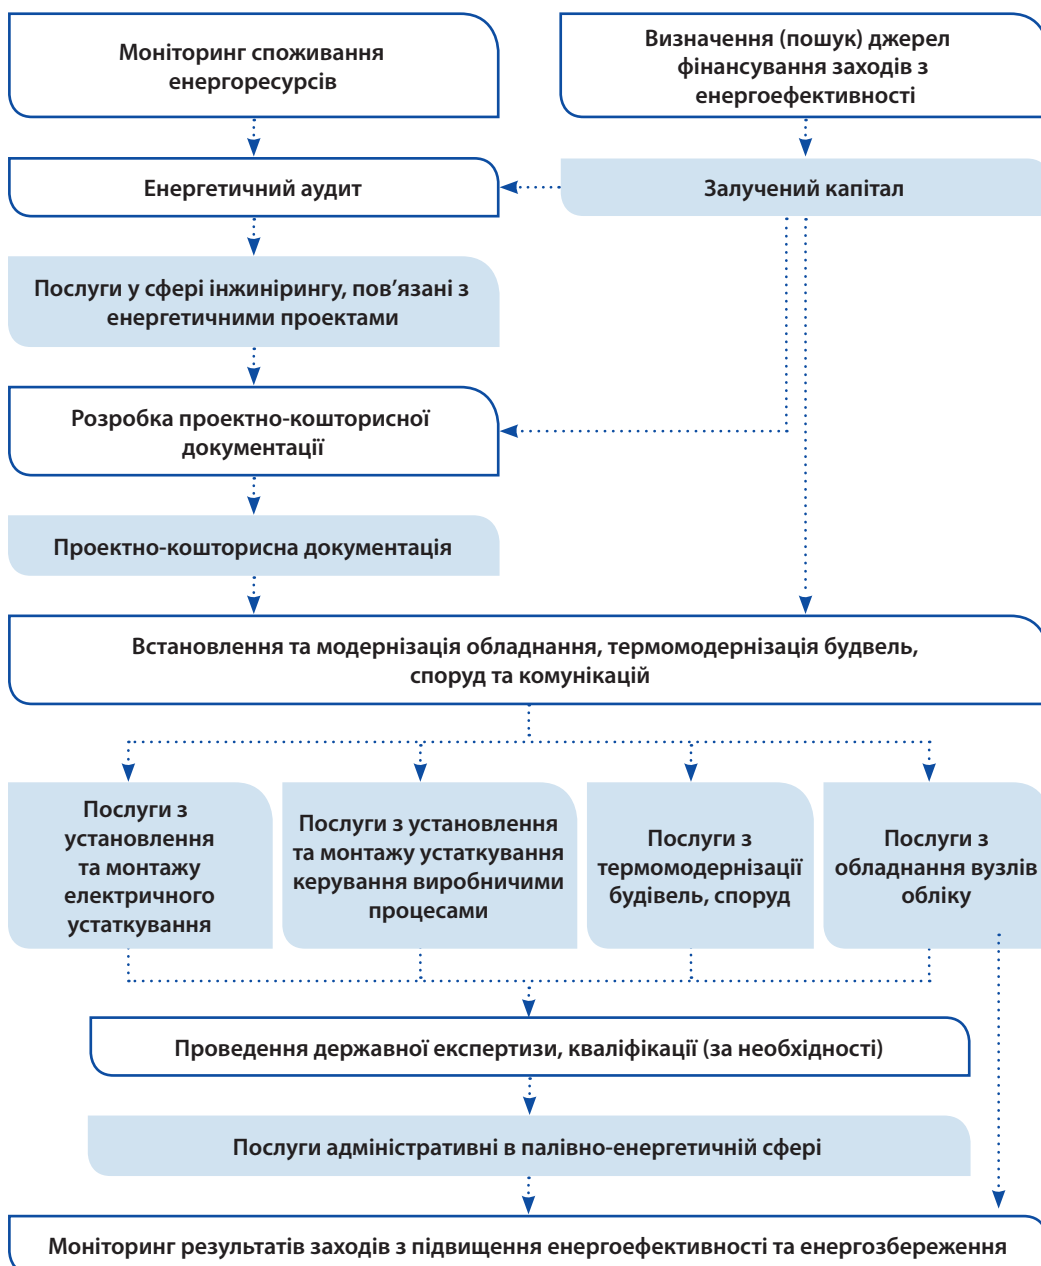 Моніторинг споживання
енергоресурсів
Визначення (пошук) джерел
фінансування заходів з
енергоефективності
Енергетичний аудит
Залучений капітал
Послуги у сфері інжинірингу, пов’язані з
енергетичними проектами
Розробка проектно-кошторисної
документації
Проектно-кошторисна документація
Встановлення та модернізація обладнання, термомодернізація будвель,
споруд та комунікацій
Послуги з
установлення
та монтажу
електричного
устаткування
Послуги з установлення
та монтажу устаткування
керування виробничими
процесами
Послуги з
термомодернізації
будівель, споруд
Послуги з
обладнання вузлів
обліку
Проведення державної експертизи, кваліфікації (за необхідності)
Послуги адміністративні в палівно-енергетичній сфері
Моніторинг результатів заходів з підвищення енергоефективності та енергозбереження